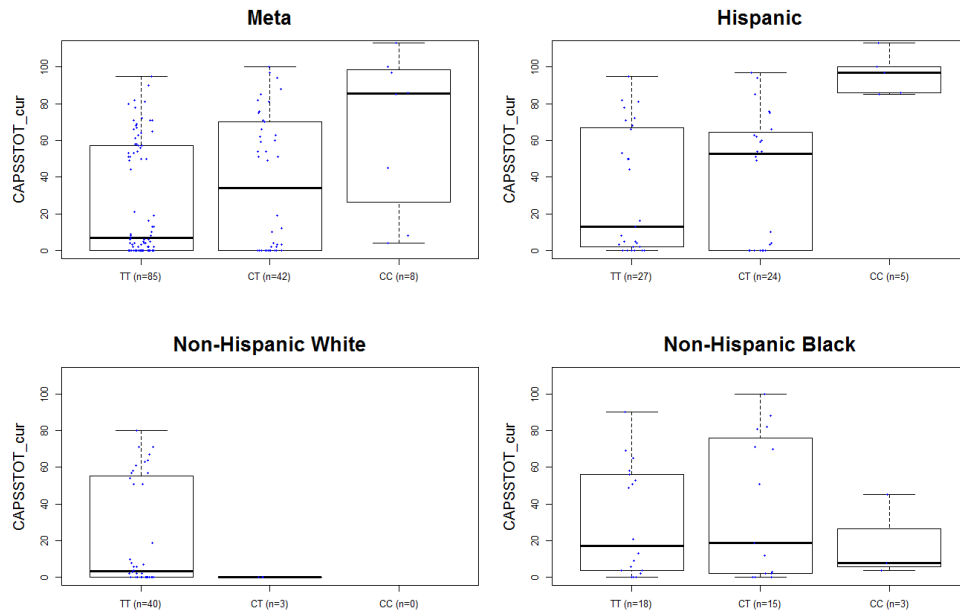 Meta
CAPSSTOT_cur
0 20 40 60 80 100
TT (n=85) CT (n=42) CC (n=8)
Hispanic
CAPSSTOT_cur
0 20 40 60 80 100
TT (n=27) CT (n=24) CC (n=5)
Non-Hispanic White
CAPSSTOT_cur
0 20 40 60 80 100
TT (n=40) CT (n=3) CC (n=0)
Non-Hispanic Black
CAPSSTOT_cur
0 20 40 60 80 100
TT (n=18) CT (n=15) CC (n=3)